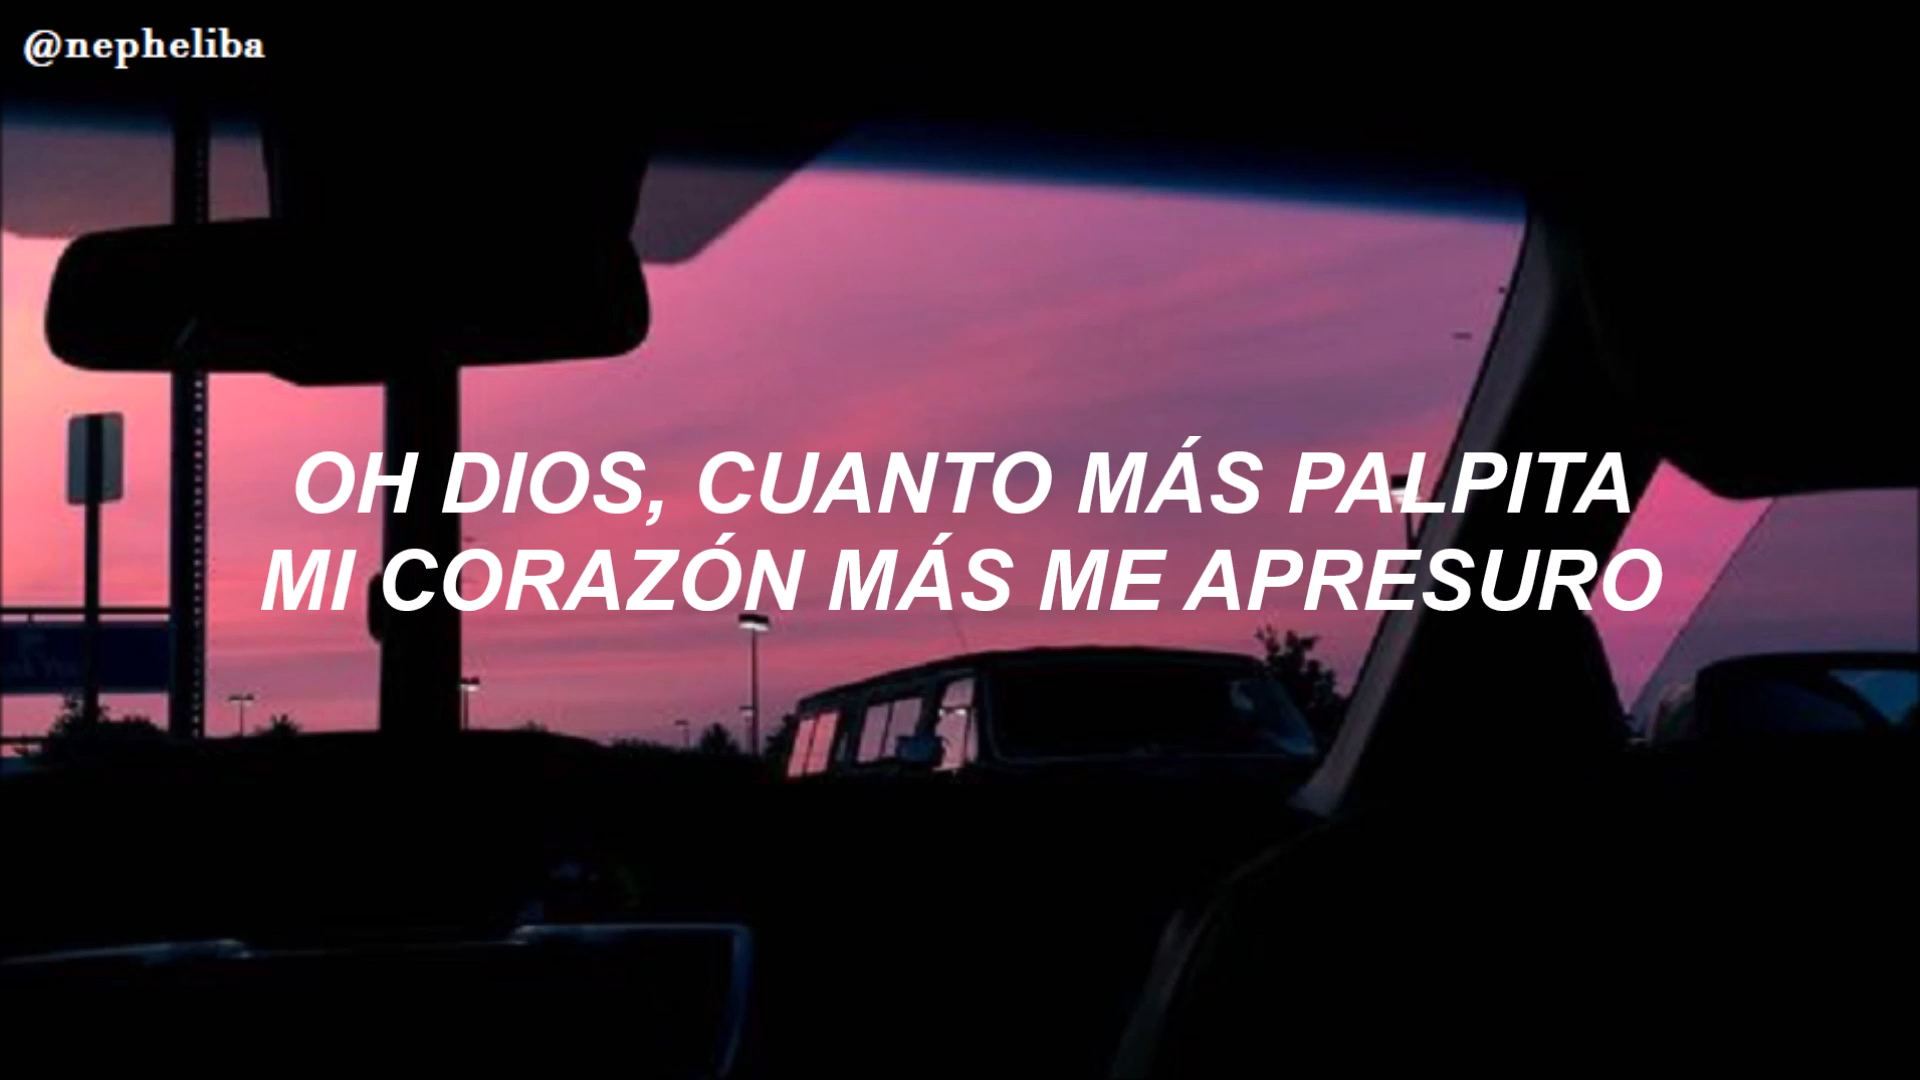 @nepheliba
OH DIOS, CUANTO MÁS PALPITA
MI CORAZÓN MÁS ME APRESURO